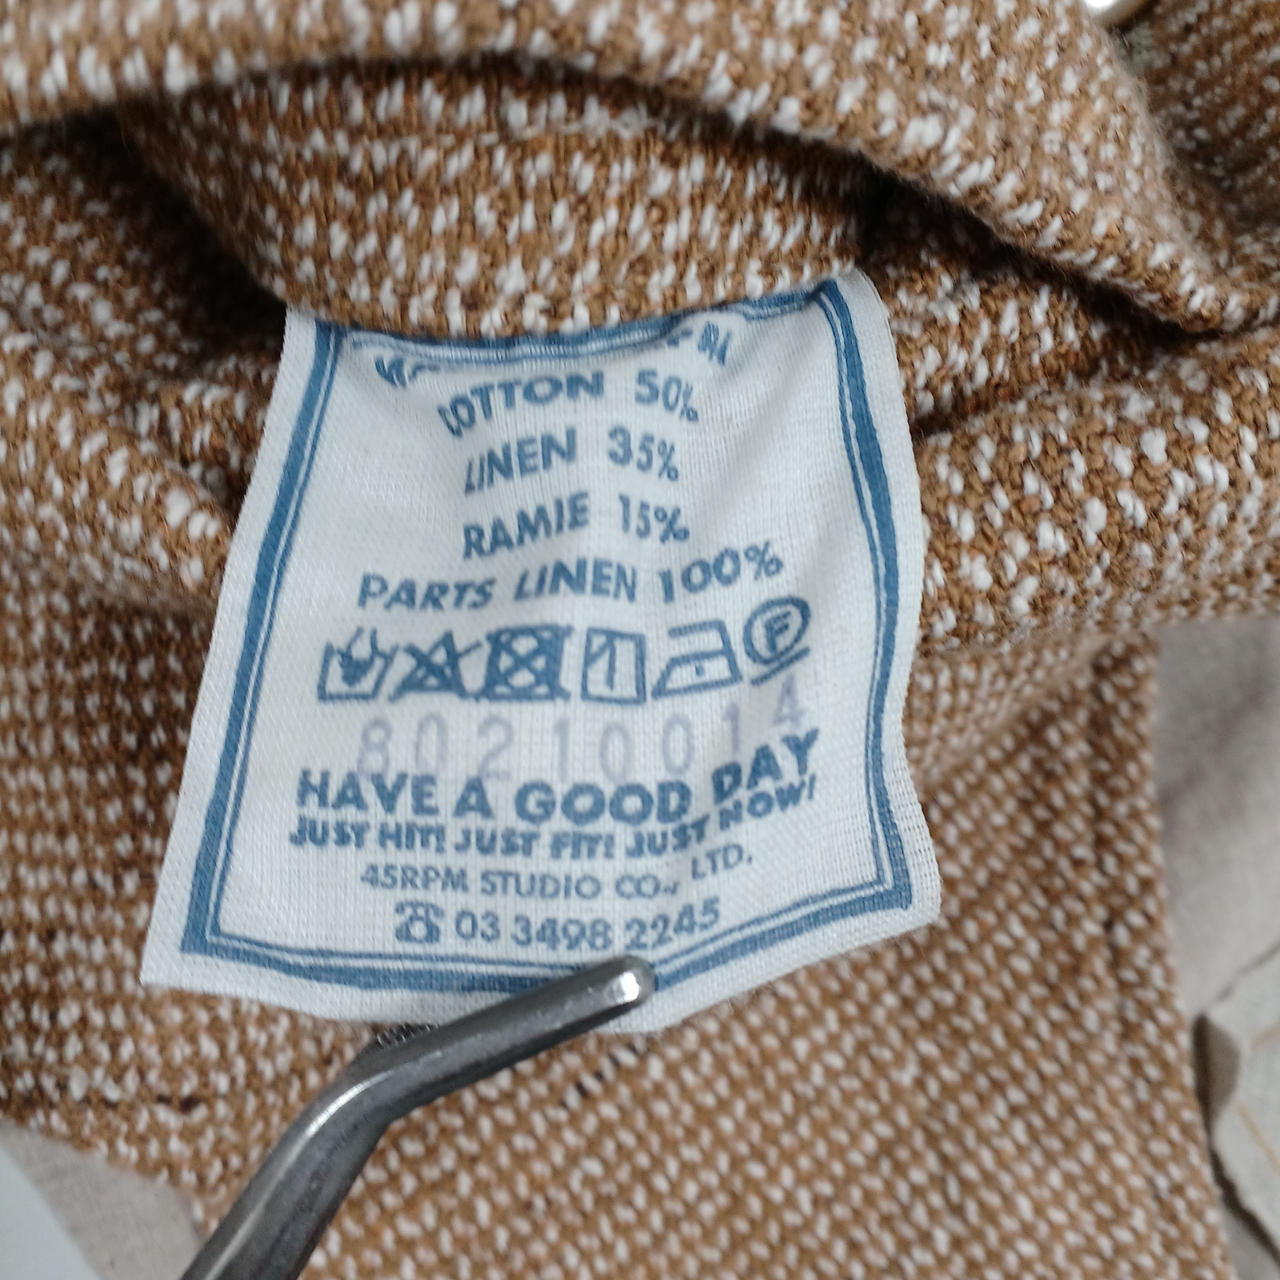 COTTON 50%
LINEN 35%
RAMIE 15%
PARTS LINEN 100%
F
80210014
HAVE A GOOD DAY
JUST HIT! JUST FIT! JUST NOW!
45RPM STUDIO CO., LTD.
☎ 03 3498 2245